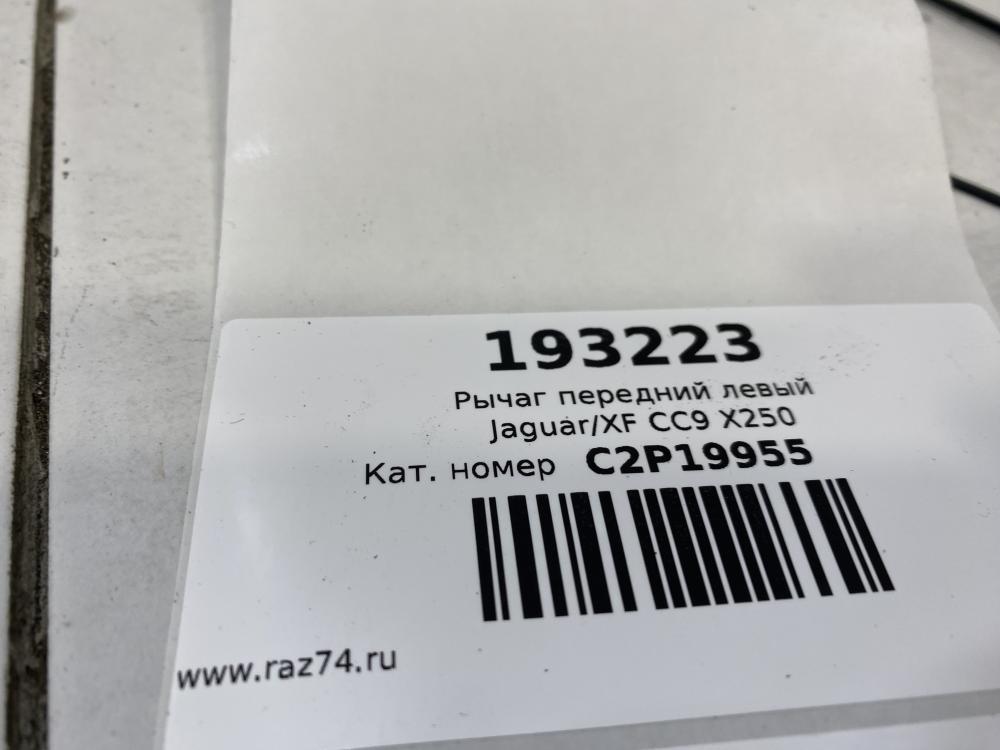 193223
Рычаг передний левый
Jaguar/XF CC9 X250
Кат. номер C2P19955
www.raz74.ru